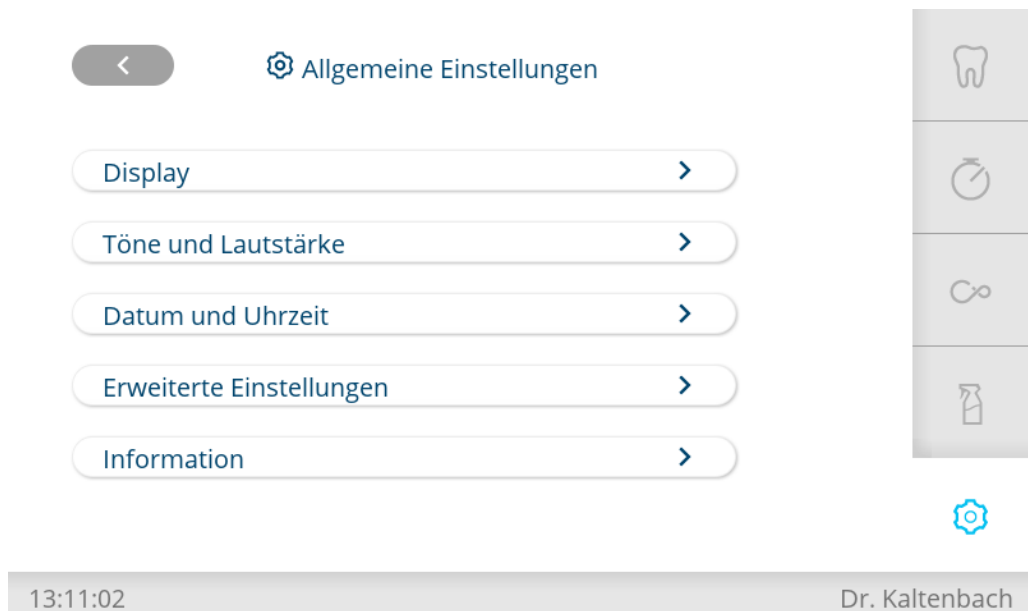 Allgemeine Einstellungen
Display
Töne und Lautstärke
Datum und Uhrzeit
Erweiterte Einstellungen
Information
13:11:02 Dr. Kaltenbach